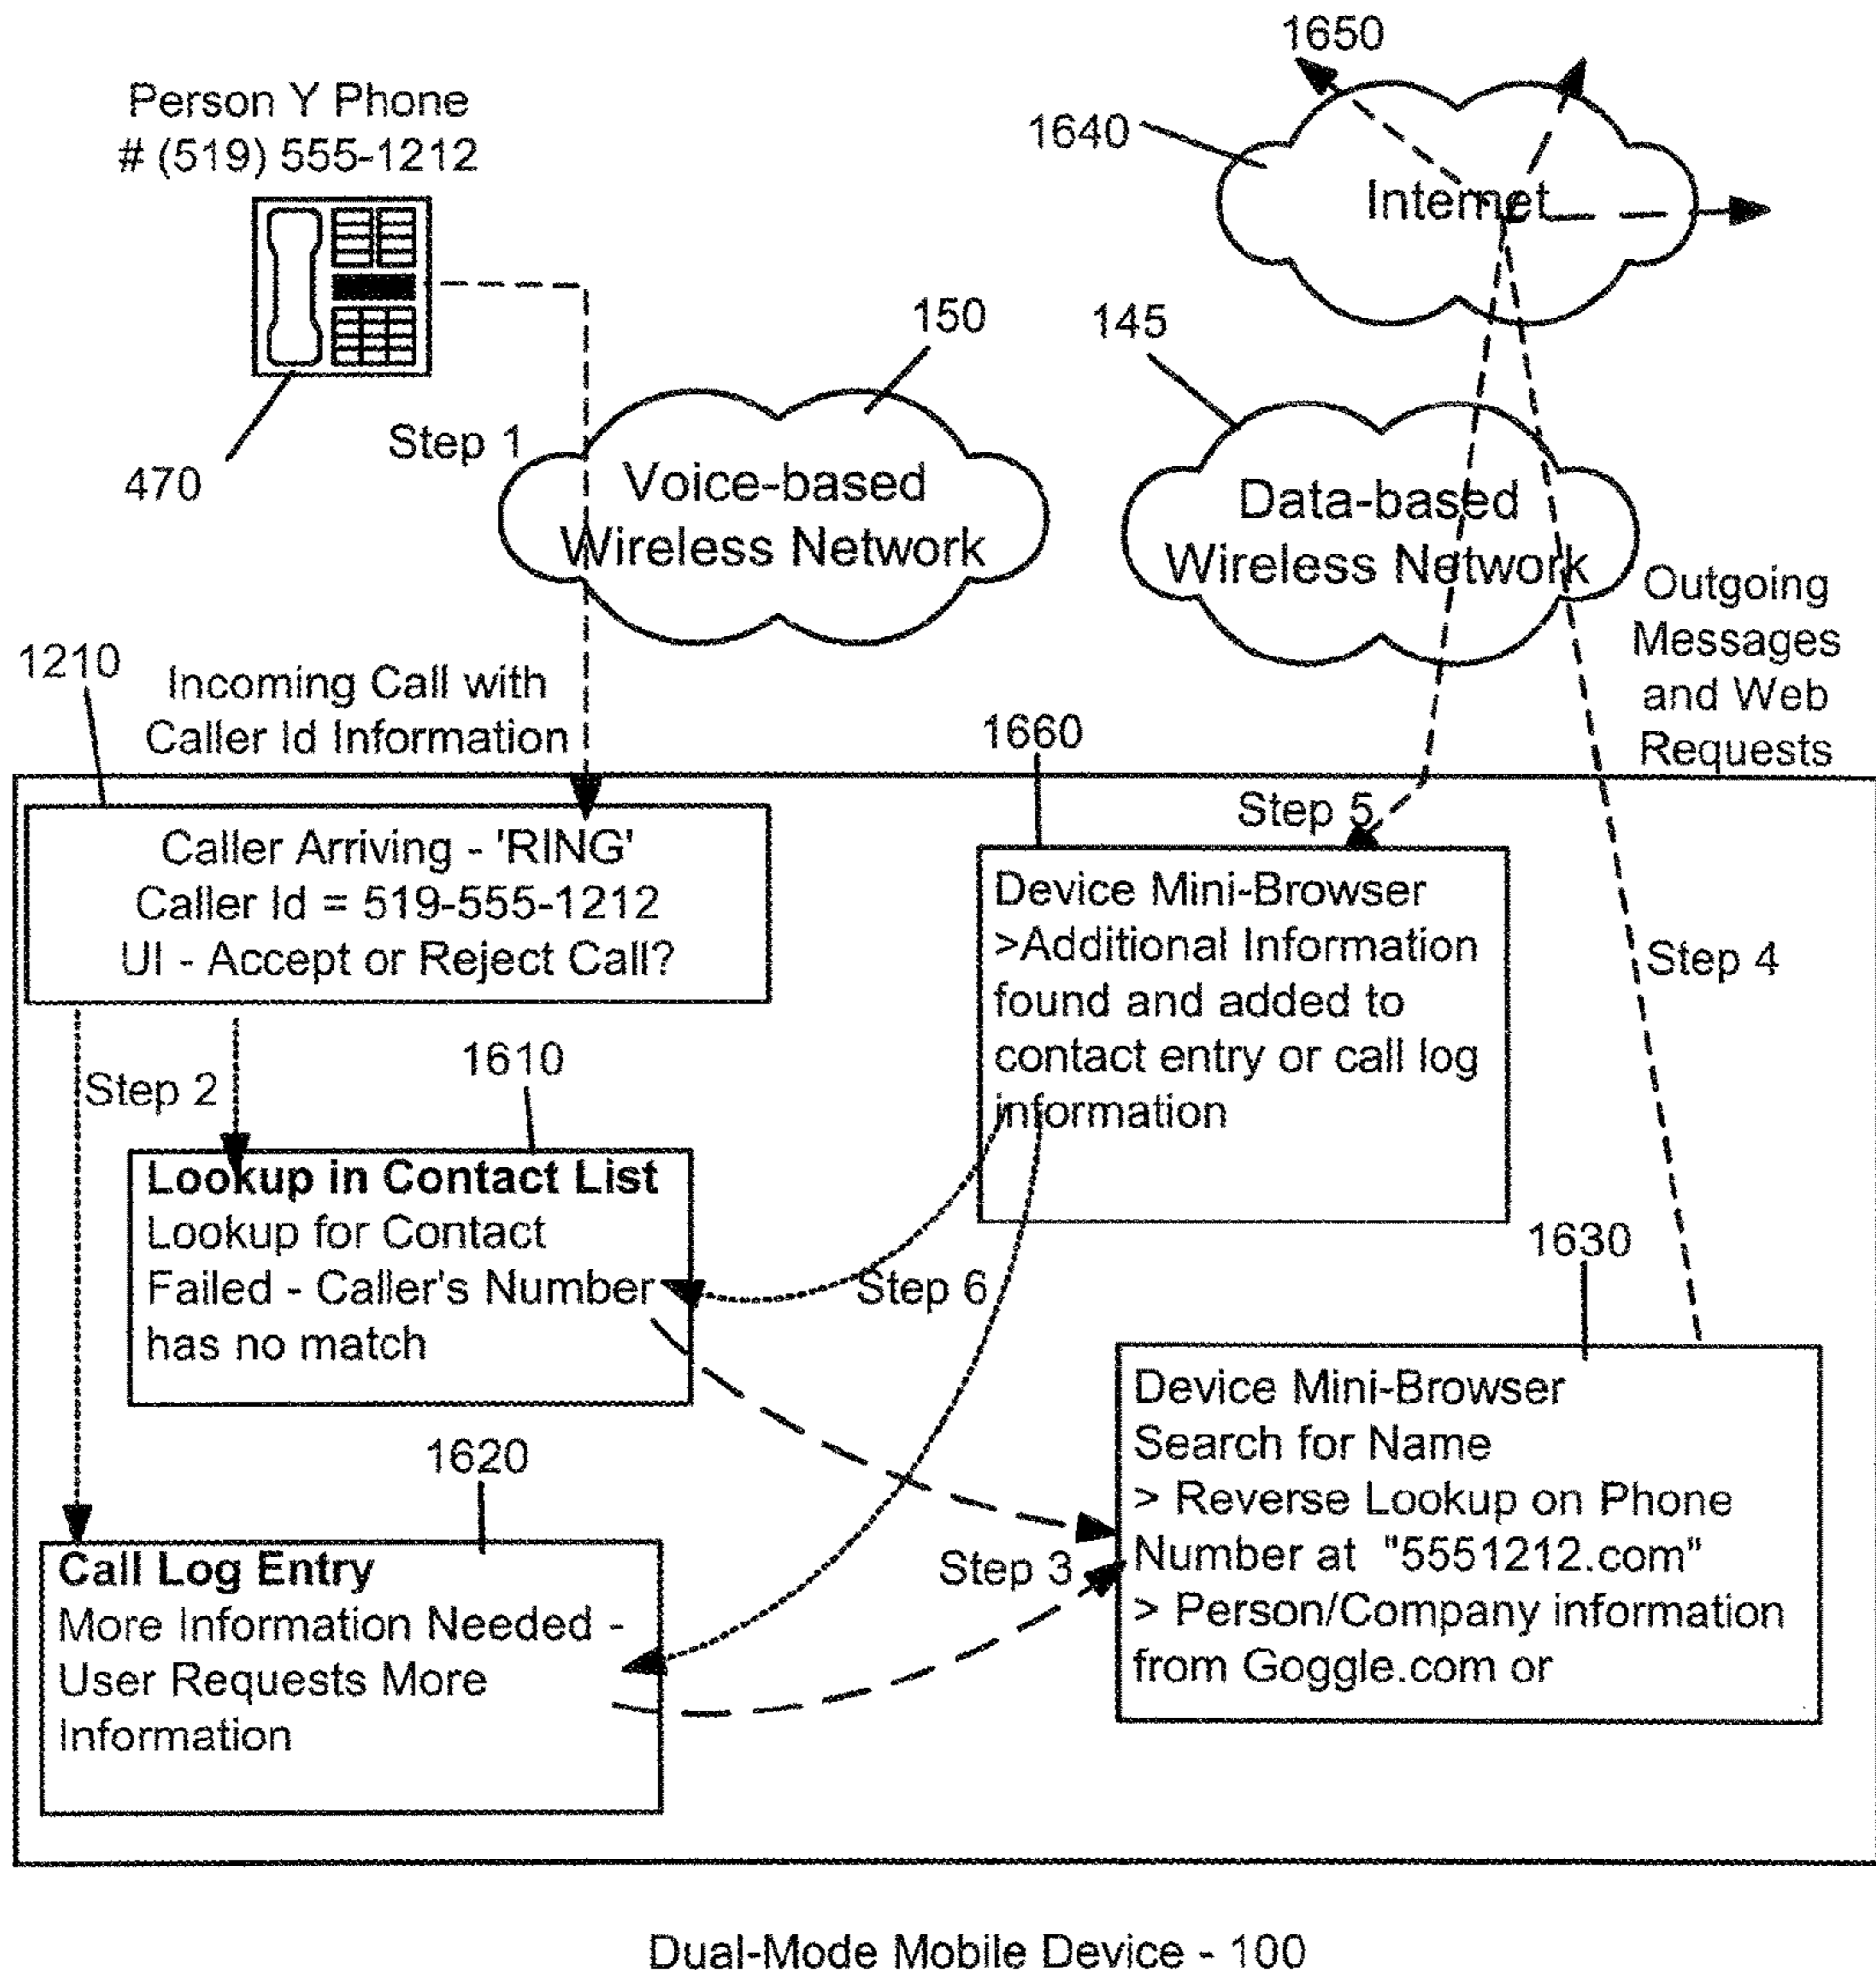 1650
Person Y Phone
# (519) 555-1212
1640
Internet
150
145
Step 1
470
Voice-based
Wireless Network
Data-based
Wireless Network
Outgoing
Messages
and Web
Requests
1210
Incoming Call with
Caller Id Information
1660
Step 5
Caller Arriving - 'RING'
Caller Id = 519-555-1212
UI - Accept or Reject Call?
Device Mini-Browser
>Additional Information
found and added to
contact entry or call log
information
Step 4
Step 2
1610
Lookup in Contact List
Lookup for Contact
Failed - Caller's Number
has no match
Step 6
1630
Device Mini-Browser
Search for Name
> Reverse Lookup on Phone
Number at "5551212.com"
> Person/Company information
from Goggle.com or
1620
Step 3
Call Log Entry
More Information Needed -
User Requests More
Information
Dual-Mode Mobile Device - 100